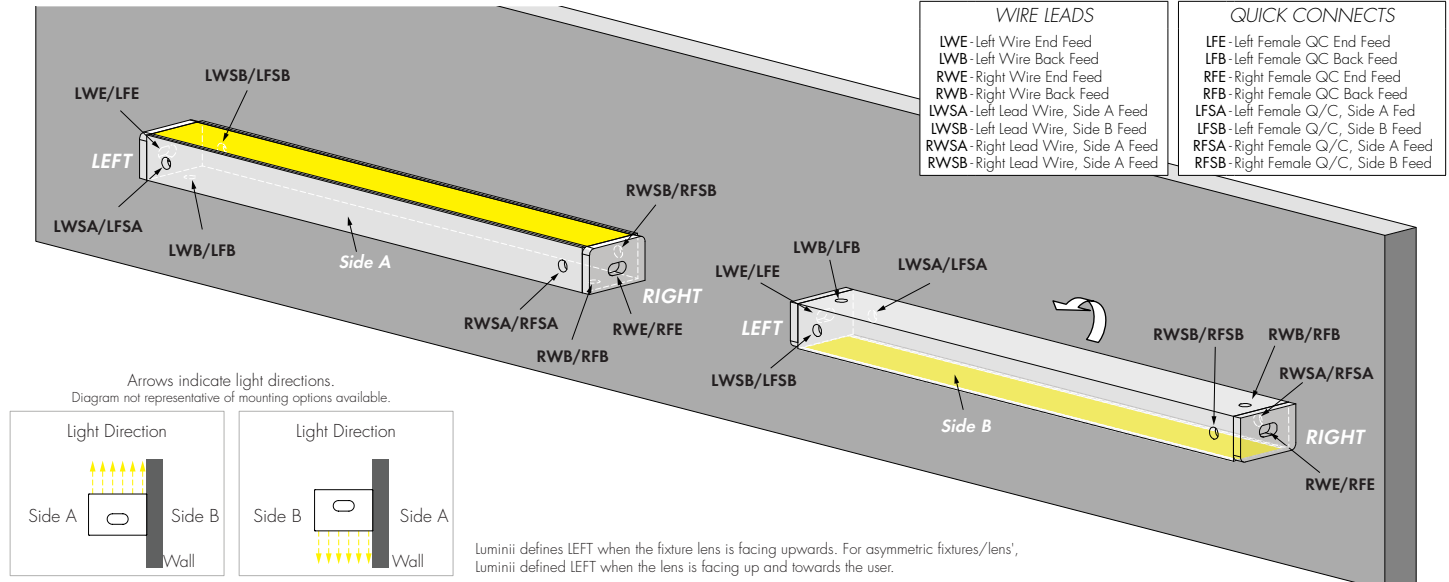 WIRE LEADS
LWE - Left Wire End Feed
LWB - Left Wire Back Feed
RWE - Right Wire End Feed
RWB - Right Wire Back Feed
LWSA - Left Lead Wire, Side A Feed
LWSB - Left Lead Wire, Side B Feed
RWSA - Right Lead Wire, Side A Feed
RWSB - Right Lead Wire, Side A Feed
QUICK CONNECTS
LFE - Left Female QC End Feed
LFB - Left Female QC Back Feed
RFE - Right Female QC End Feed
RFB - Right Female QC Back Feed
LFSA - Left Female Q/C, Side A Fed
LFSB - Left Female Q/C, Side B Feed
RFSA - Right Female Q/C, Side A Feed
RFSB - Right Female Q/C, Side B Feed
LWSB/LFSB
LWE/LFE
LEFT
LWSA/LFSA
LWB/LFB
Side A
RWSB/RFSB
RIGHT
RWSA/RFSA
RWE/RFE
RWB/RFB
LWB/LFB
LWE/LFE
LWSA/LFSA
LEFT
LWSB/LFSB
Side B
RWSB/RFSB
RWB/RFB
RWSA/RFSA
RIGHT
RWE/RFE
Arrows indicate light directions.
Diagram not representative of mounting options available.
Light Direction
Side A
Side B
Wall
Light Direction
Side B
Side A
Wall
Luminii defines LEFT when the fixture lens is facing upwards. For asymmetric fixtures/lens',
Luminii defined LEFT when the lens is facing up and towards the user.